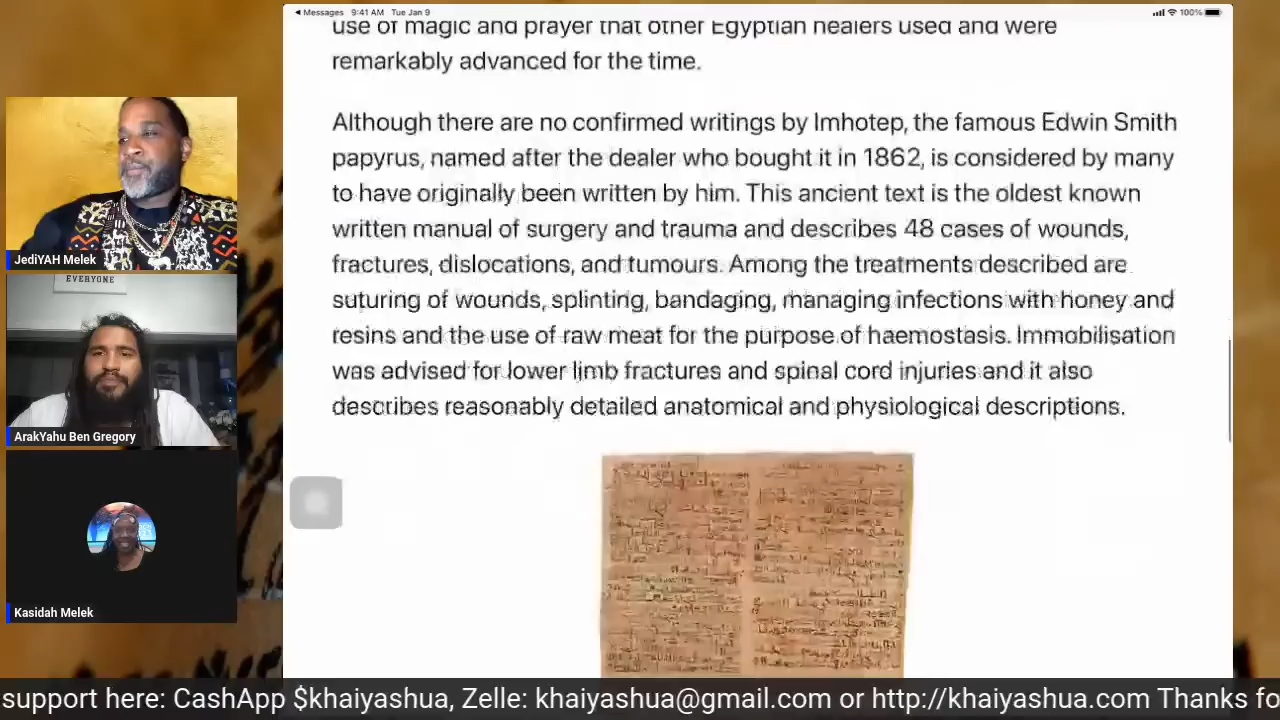 Messages 9:41 AM Tue Jan 9
100%
use of magic and prayer that other Egyptian healers used and were
remarkably advanced for the time.
Although there are no confirmed writings by Imhotep, the famous Edwin Smith
papyrus, named after the dealer who bought it in 1862, is considered by many
to have originally been written by him. This ancient text is the oldest known
written manual of surgery and trauma and describes 48 cases of wounds,
fractures, dislocations, and tumours. Among the treatments described are
suturing of wounds, splinting, bandaging, managing infections with honey and
resins and the use of raw meat for the purpose of haemostasis. Immobilisation
was advised for lower limb fractures and spinal cord injuries and it also
describes reasonably detailed anatomical and physiological descriptions.
JediYAH Melek
EVERYONE
ArakYahu Ben Gregory
Kasidah Melek
support here: CashApp $khaiyashua, Zelle: khaiyashua@gmail.com or http://khaiyashua.com Thanks fo